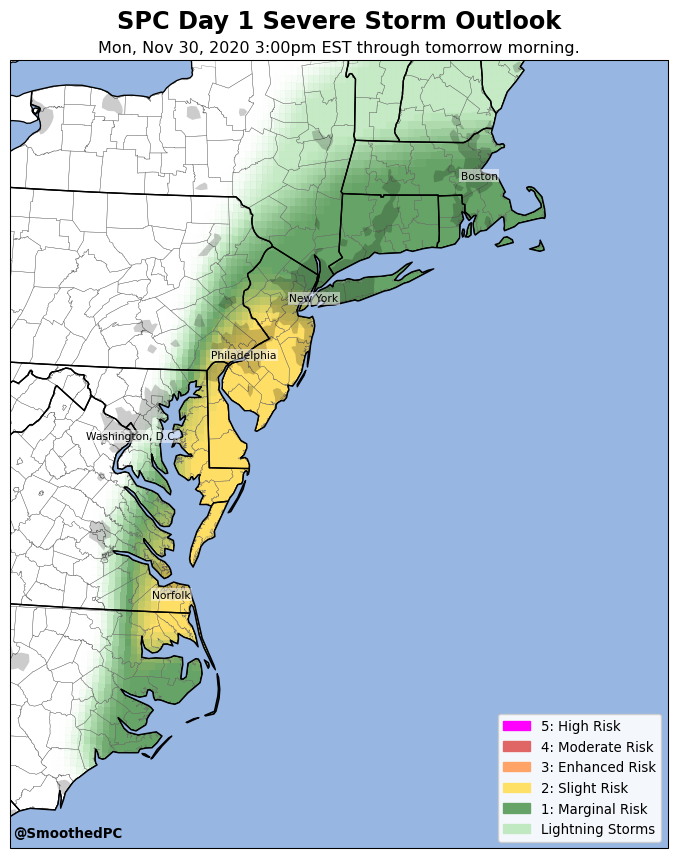 SPC Day 1 Severe Storm Outlook
Mon, Nov 30, 2020 3:00pm EST through tomorrow morning.
Boston
New York
Philadelphia
Washington, D.C.
Norfolk
5: High Risk
4: Moderate Risk
3: Enhanced Risk
2: Slight Risk
1: Marginal Risk
Lightning Storms
@SmoothedPC